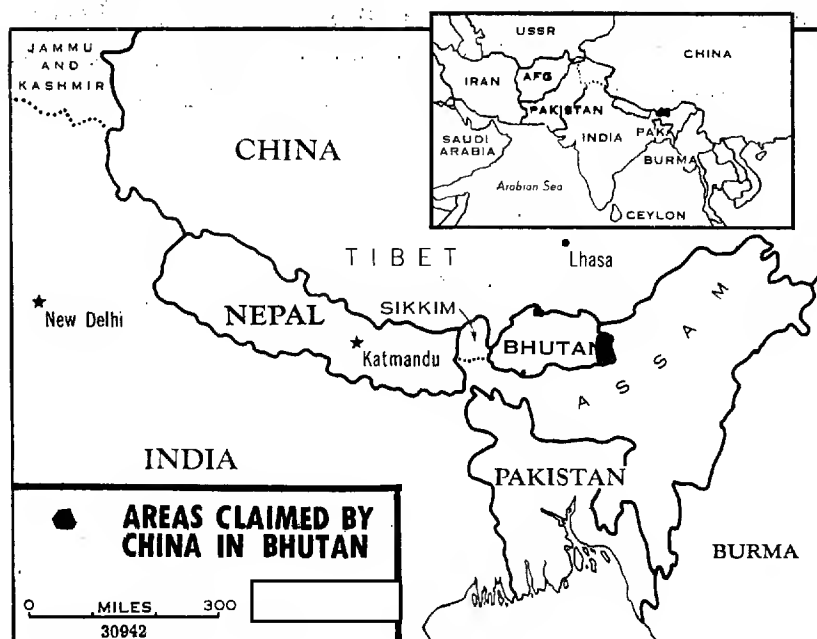 JAMMU
AND
KASHMIR
CHINA
TIBET
Lhasa
New Delhi
NEPAL
SIKKIM
Katmandu
BHUTAN
ASSAM
INDIA
PAKISTAN
BURMA
USSR
CHINA
IRAN
AFG
PAKISTAN
INDIA
PAK
SAUDI
ARABIA
BURMA
Arabian Sea
CEYLON
AREAS CLAIMED BY
CHINA IN BHUTAN
0 MILES 300
30942